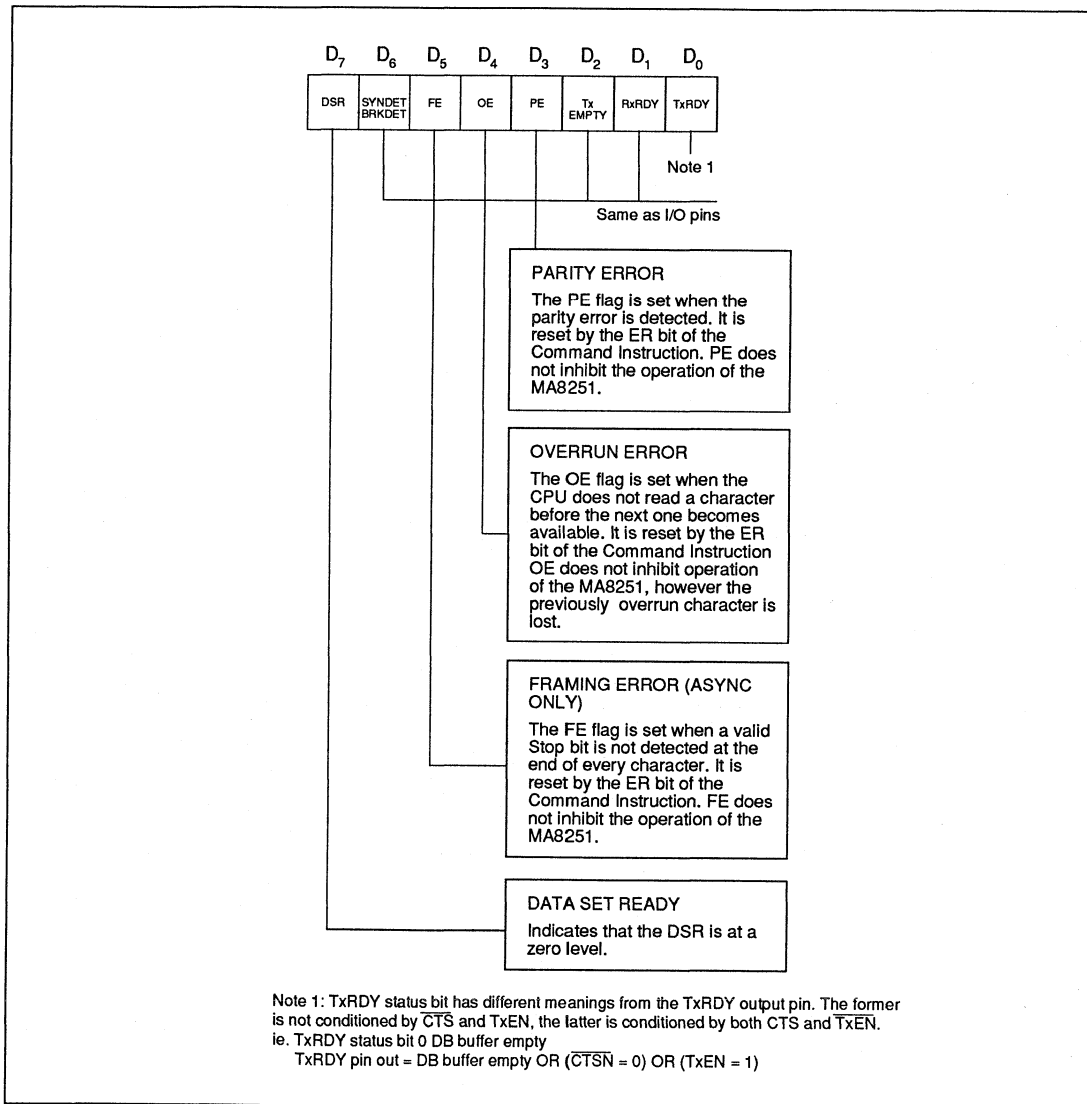 D7 D6 D5 D4 D3 D2 D1 D0
DSR SYNDET BRKDET FE OE PE Tx EMPTY RxRDY TxRDY
Note 1
Same as I/O pins
PARITY ERROR
The PE flag is set when the
parity error is detected. It is
reset by the ER bit of the
Command Instruction. PE does
not inhibit the operation of the
MA8251.
OVERRUN ERROR
The OE flag is set when the
CPU does not read a character
before the next one becomes
available. It is reset by the ER
bit of the Command Instruction
OE does not inhibit operation
of the MA8251, however the
previously overrun character is
lost.
FRAMING ERROR (ASYNC
ONLY)
The FE flag is set when a valid
Stop bit is not detected at the
end of every character. It is
reset by the ER bit of the
Command Instruction. FE does
not inhibit the operation of the
MA8251.
DATA SET READY
Indicates that the DSR is at a
zero level.
Note 1: TxRDY status bit has different meanings from the TxRDY output pin. The former
is not conditioned by C̅T̅S̅ and TxEN, the latter is conditioned by both CTS and T̅x̅E̅N̅.
ie. TxRDY status bit 0 DB buffer empty
TxRDY pin out = DB buffer empty OR (C̅T̅S̅N̅ = 0) OR (TxEN = 1)